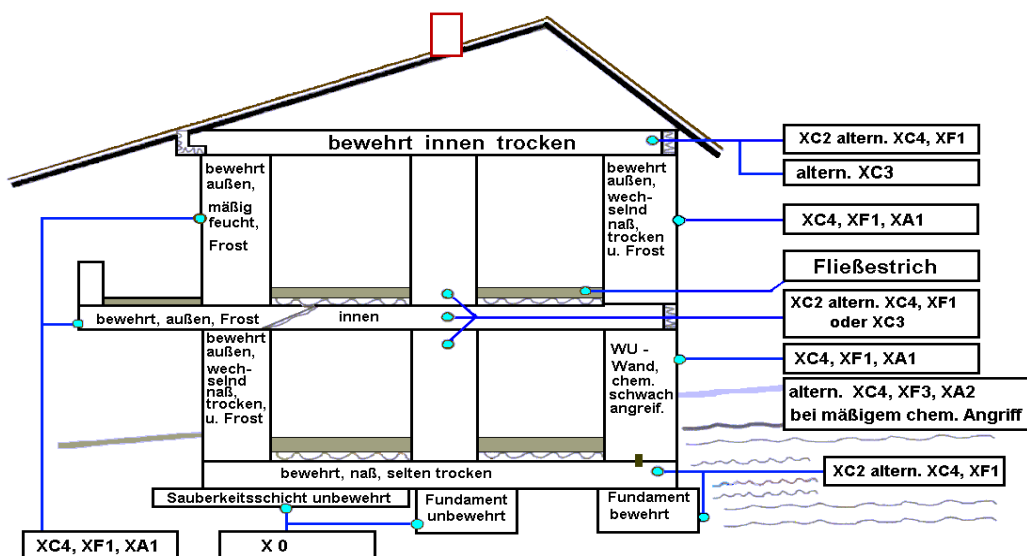 bewehrt innen trocken
XC2 altern. XC4, XF1
altern. XC3
bewehrt
außen,
mäßig
feucht,
Frost
bewehrt
außen,
wech-
selnd
naß,
trocken
u. Frost
XC4, XF1, XA1
Fließestrich
bewehrt, außen, Frost
innen
XC2 altern. XC4, XF1
oder XC3
bewehrt
außen,
wech-
selnd
naß,
trocken,
u. Frost
WU -
Wand,
chem.
schwach
angreif.
XC4, XF1, XA1
altern. XC4, XF3, XA2
bei mäßigem chem. Angriff
bewehrt, naß, selten trocken
XC2 altern. XC4, XF1
Sauberkeitsschicht unbewehrt
Fundament
unbewehrt
Fundament
bewehrt
XC4, XF1, XA1
X 0